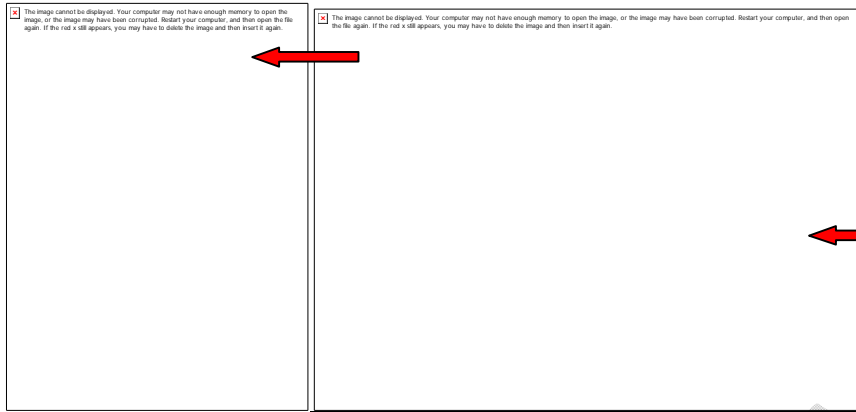 The image cannot be displayed. Your computer may not have enough memory to open the
image, or the image may have been corrupted. Restart your computer, and then open the file
again. If the red x still appears, you may have to delete the image and then insert it again.
The image cannot be displayed. Your computer may not have enough memory to open the image, or the image may have been corrupted. Restart your computer, and then open
the file again. If the red x still appears, you may have to delete the image and then insert it again.